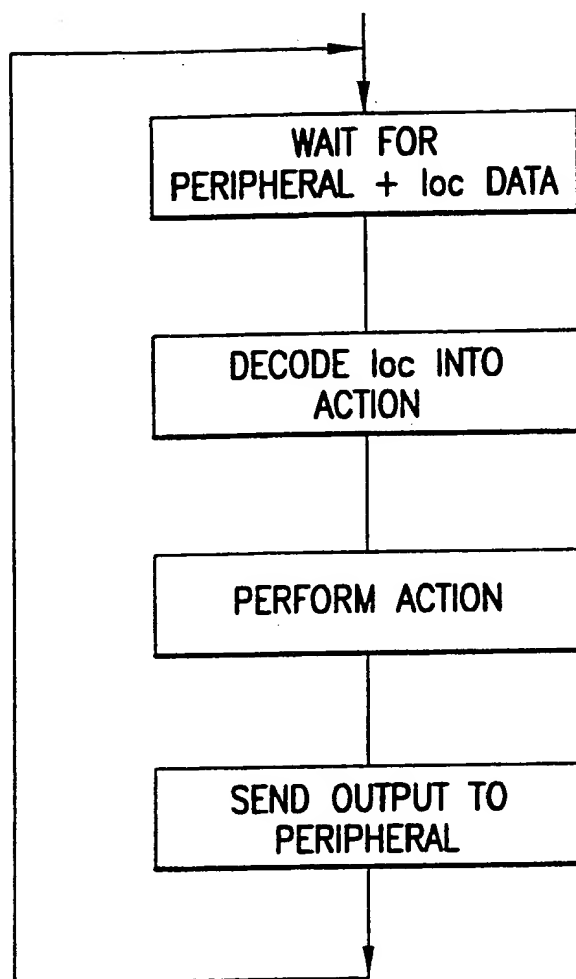 WAIT FOR
PERIPHERAL + loc DATA
DECODE loc INTO
ACTION
PERFORM ACTION
SEND OUTPUT TO
PERIPHERAL